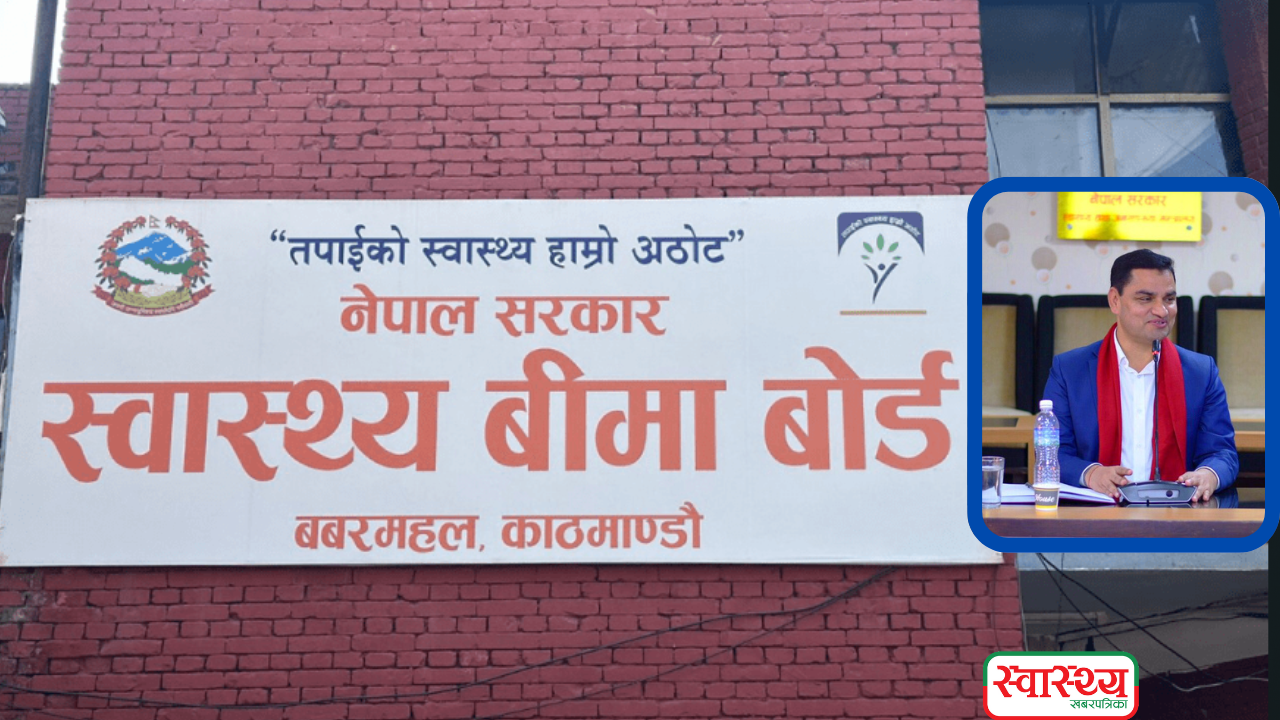 “तपाईको स्वास्थ्य हाम्रो अठोट”
नेपाल सरकार
स्वास्थ्य बीमा बोर्ड
बबरमहल, काठमाण्डौ
नेपाल सरकार
स्वास्थ्य
खबरपत्रिका